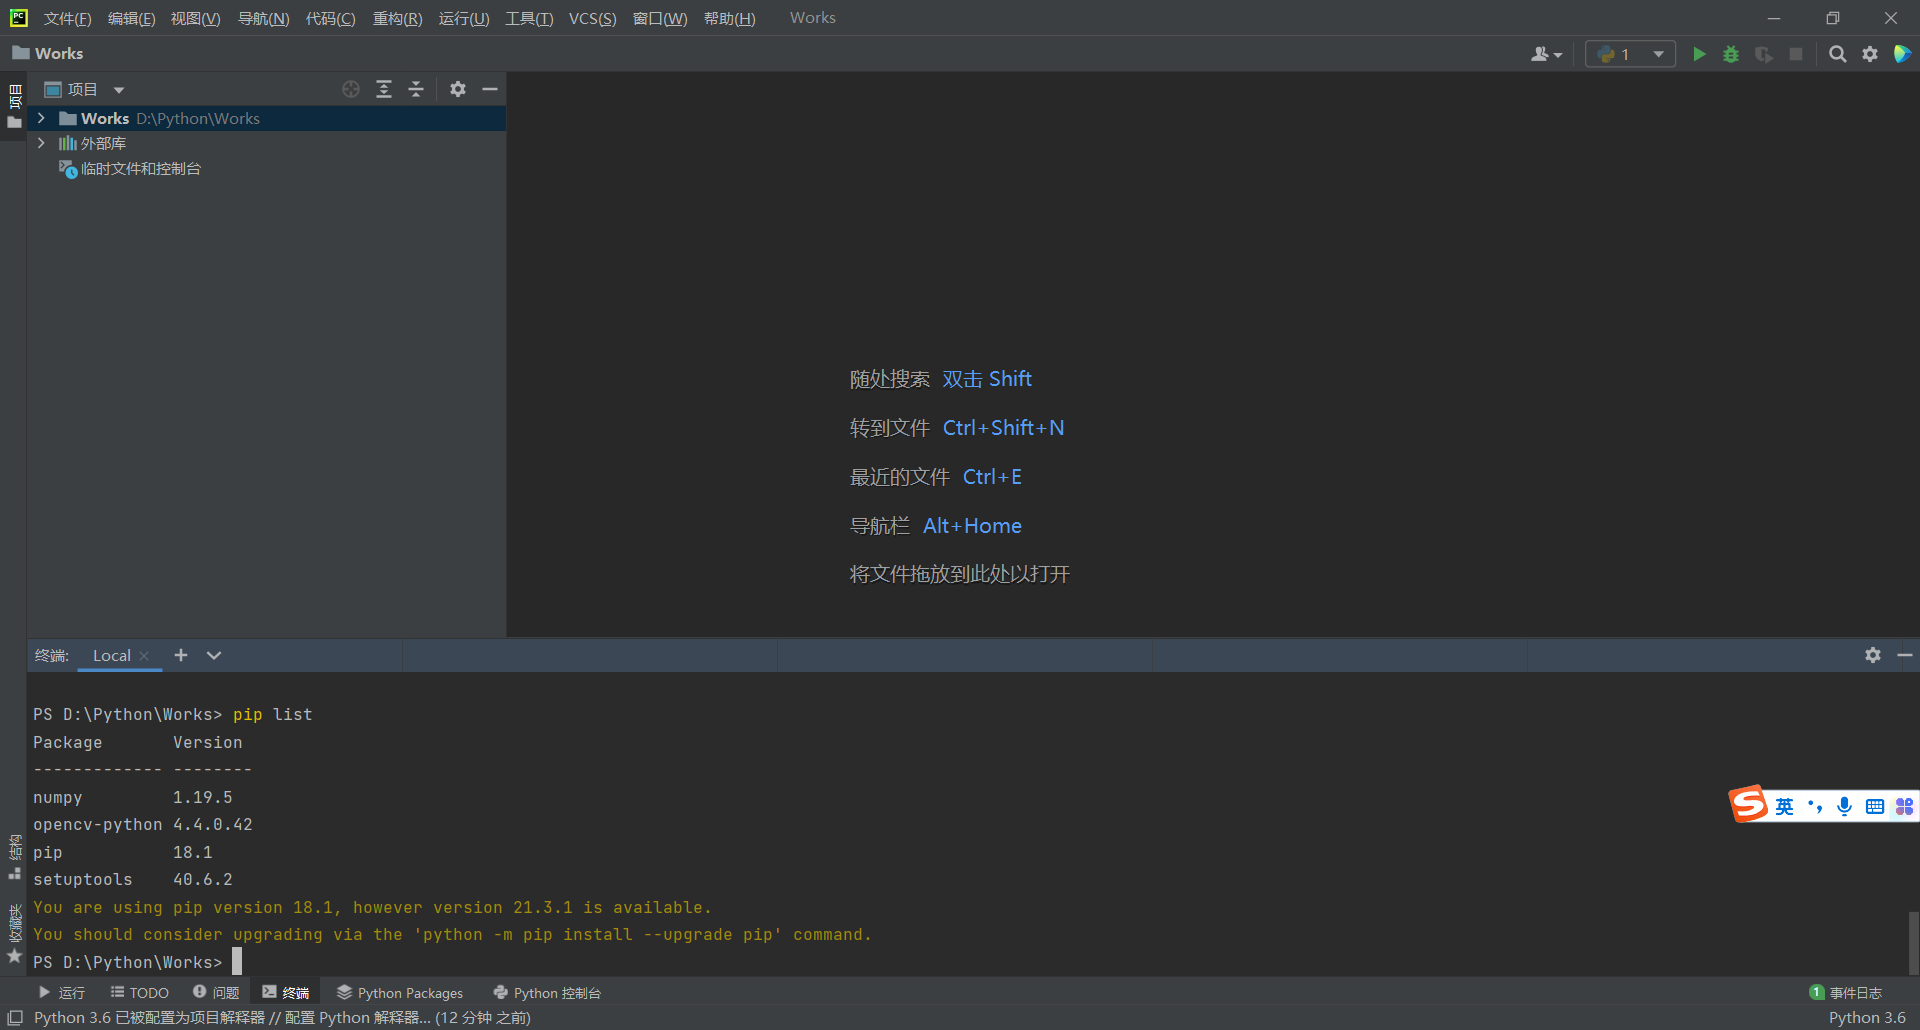 文件(F) 编辑(E) 视图(V) 导航(N) 代码(C) 重构(R) 运行(U) 工具(T) VCS(S) 窗口(W) 帮助(H) Works
Works
1
项目
项目
Works D:\Python\Works
外部库
临时文件和控制台
随处搜索 双击 Shift
转到文件 Ctrl+Shift+N
最近的文件 Ctrl+E
导航栏 Alt+Home
将文件拖放到此处以打开
终端: Local
PS D:\Python\Works> pip list
Package Version
------------- --------
numpy 1.19.5
opencv-python 4.4.0.42
pip 18.1
setuptools 40.6.2
You are using pip version 18.1, however version 21.3.1 is available.
You should consider upgrading via the 'python -m pip install --upgrade pip' command.
PS D:\Python\Works>
结构
收藏夹
英
运行 TODO 问题 终端 Python Packages Python 控制台 1 事件日志
Python 3.6 已被配置为项目解释器 // 配置 Python 解释器... (12 分钟 之前) Python 3.6